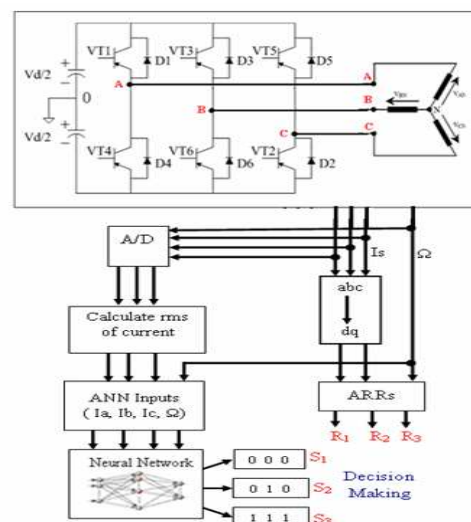 VT1 D1 VT3 D3 VT5 D5
Vd/2
A A
0
B B
N
C C
Vd/2
VT4 D4 VT6 D6 VT2 D2
A/D
Is
Ω
abc
dq
Calculate rms
of current
ANN Inputs
( Ia, Ib, Ic, Ω)
ARRs
R1 R2 R3
Neural Network
0 0 0 S1
0 1 0 S2
1 1 1
Decision
Making